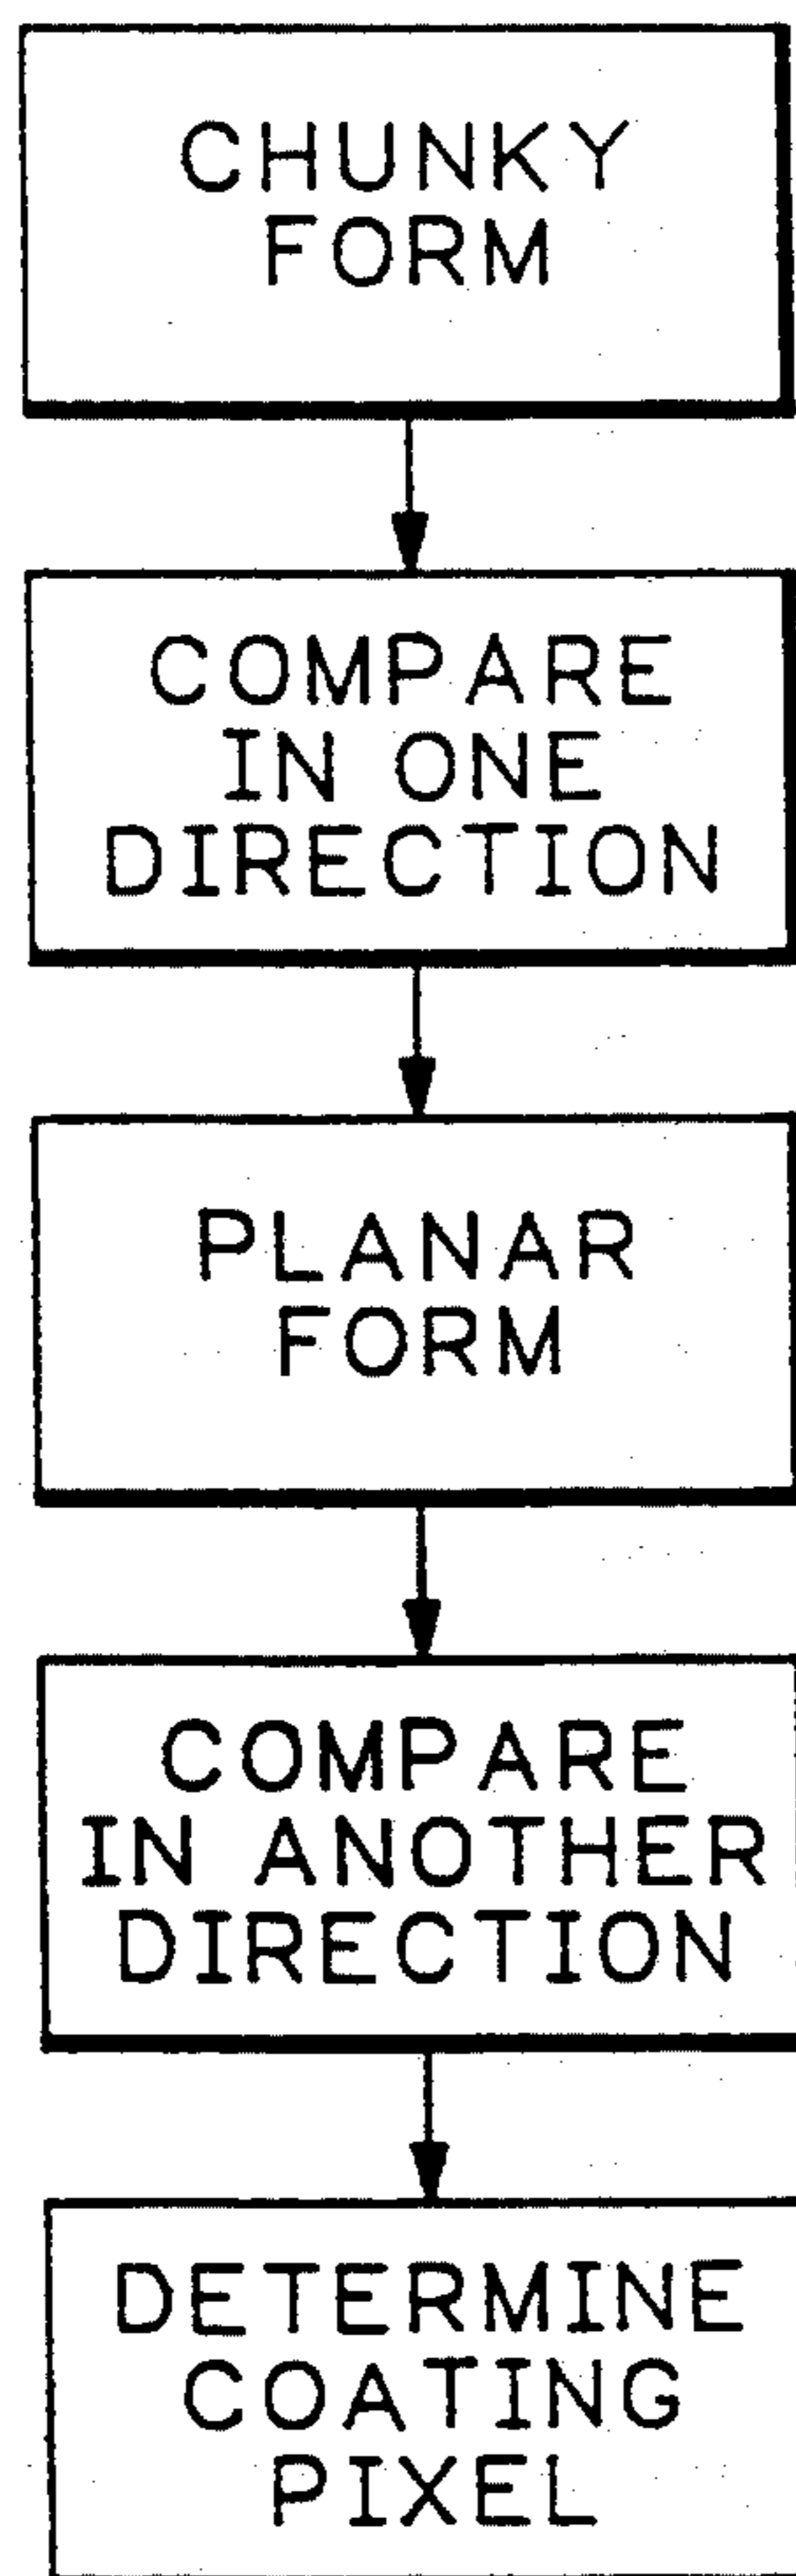 CHUNKY
FORM
COMPARE
IN ONE
DIRECTION
PLANAR
FORM
COMPARE
IN ANOTHER
DIRECTION
DETERMINE
COATING
PIXEL